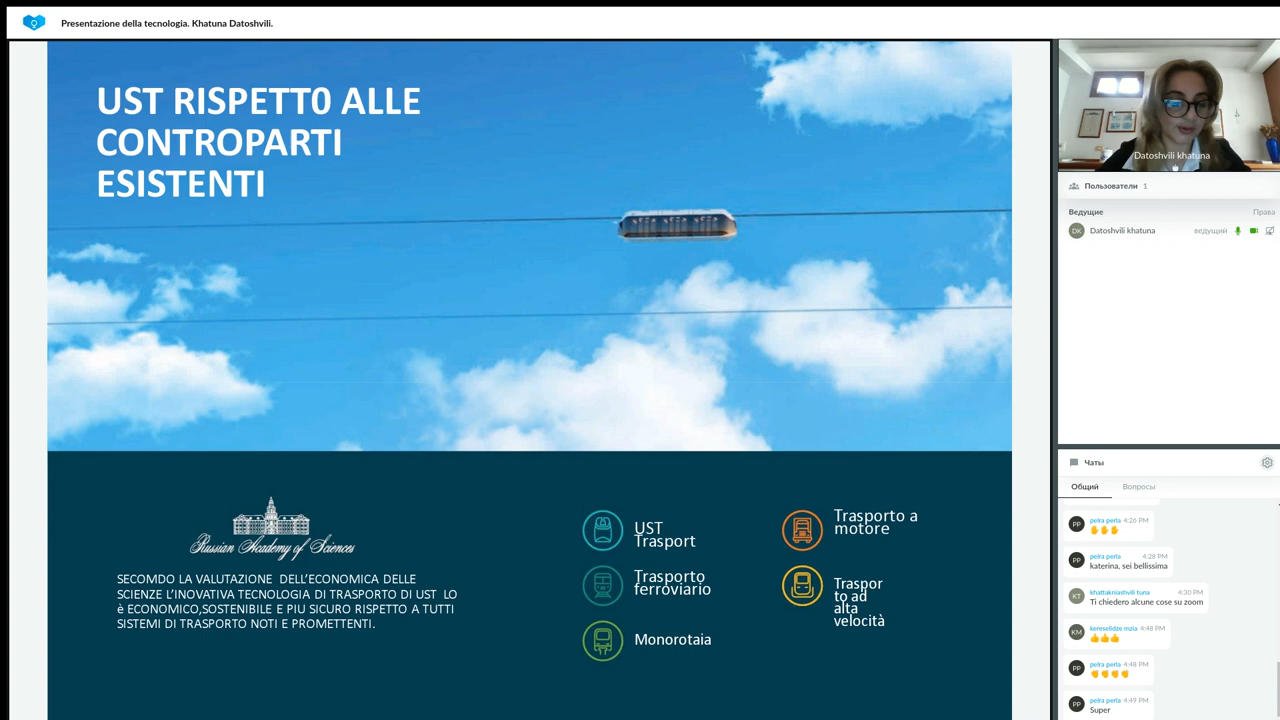 Presentazione della tecnologia. Khatuna Datoshvili.
UST RISPETT0 ALLE
CONTROPARTI
ESISTENTI
Russian Academy of Sciences
SECOMDO LA VALUTAZIONE DELL'ECONOMICA DELLE
SCIENZE L'INOVATIVA TECNOLOGIA DI TRASPORTO DI UST LO
è ECONOMICO,SOSTENIBILE E PIU SICURO RISPETTO A TUTTI
SISTEMI DI TRASPORTO NOTI E PROMETTENTI.
UST
Trasport
Trasporto
ferroviario
Monorotaia
Trasporto a
motore
Traspor
to ad
alta
velocità
Datoshvili khatuna
Пользователи 1
Ведущие Права
DK Datoshvili khatuna ведущий
Чаты
Общий Вопросы
PP pelra perla 4:26 PM
PP pelra perla 4:28 PM
katerina, sei bellissima
KT khattakniashvili tuna 4:30 PM
Ti chiedero alcune cose su zoom
KM kereselidze mzia 4:48 PM
PP pelra perla 4:48 PM
PP pelra perla 4:49 PM
Super